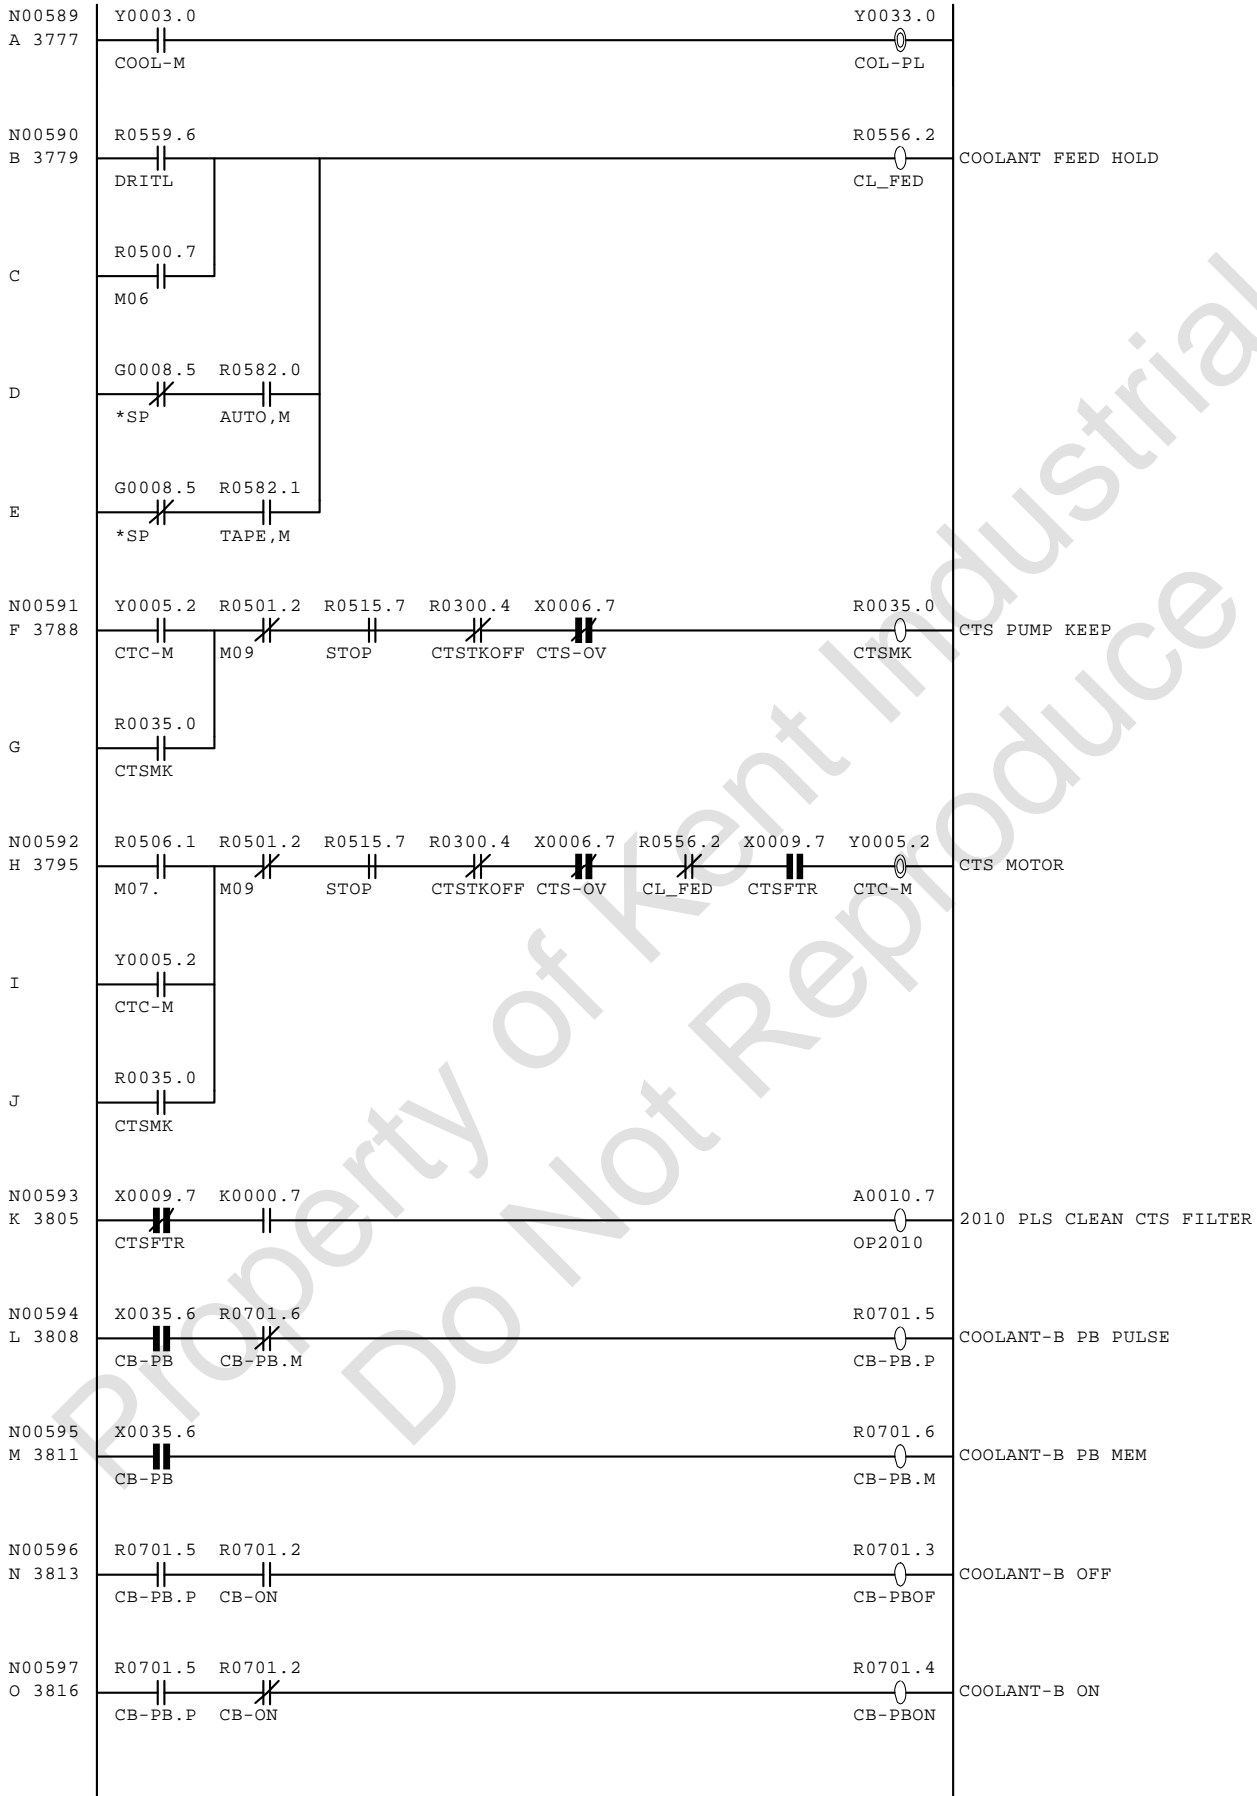 N00589 Y0003.0 Y0033.0
A 3777
COOL-M COL-PL
N00590 R0559.6 R0556.2
B 3779 COOLANT FEED HOLD
DRITL CL_FED
R0500.7
C
M06
G0008.5 R0582.0
D
*SP AUTO,M
G0008.5 R0582.1
E
*SP TAPE,M
N00591 Y0005.2 R0501.2 R0515.7 R0300.4 X0006.7 R0035.0
F 3788 CTS PUMP KEEP
CTC-M M09 STOP CTSTKOFF CTS-OV CTSMK
R0035.0
G
CTSMK
N00592 R0506.1 R0501.2 R0515.7 R0300.4 X0006.7 R0556.2 X0009.7 Y0005.2
H 3795 CTS MOTOR
M07. M09 STOP CTSTKOFF CTS-OV CL_FED CTSFTR CTC-M
Y0005.2
I
CTC-M
R0035.0
J
CTSMK
N00593 X0009.7 K0000.7 A0010.7
K 3805 2010 PLS CLEAN CTS FILTER
CTSFTR OP2010
N00594 X0035.6 R0701.6 R0701.5
L 3808 COOLANT-B PB PULSE
CB-PB CB-PB.M CB-PB.P
N00595 X0035.6 R0701.6
M 3811 COOLANT-B PB MEM
CB-PB CB-PB.M
N00596 R0701.5 R0701.2 R0701.3
N 3813 COOLANT-B OFF
CB-PB.P CB-ON CB-PBOF
N00597 R0701.5 R0701.2 R0701.4
O 3816 COOLANT-B ON
CB-PB.P CB-ON CB-PBON
Property of Kent Industrial
Do Not Reproduce